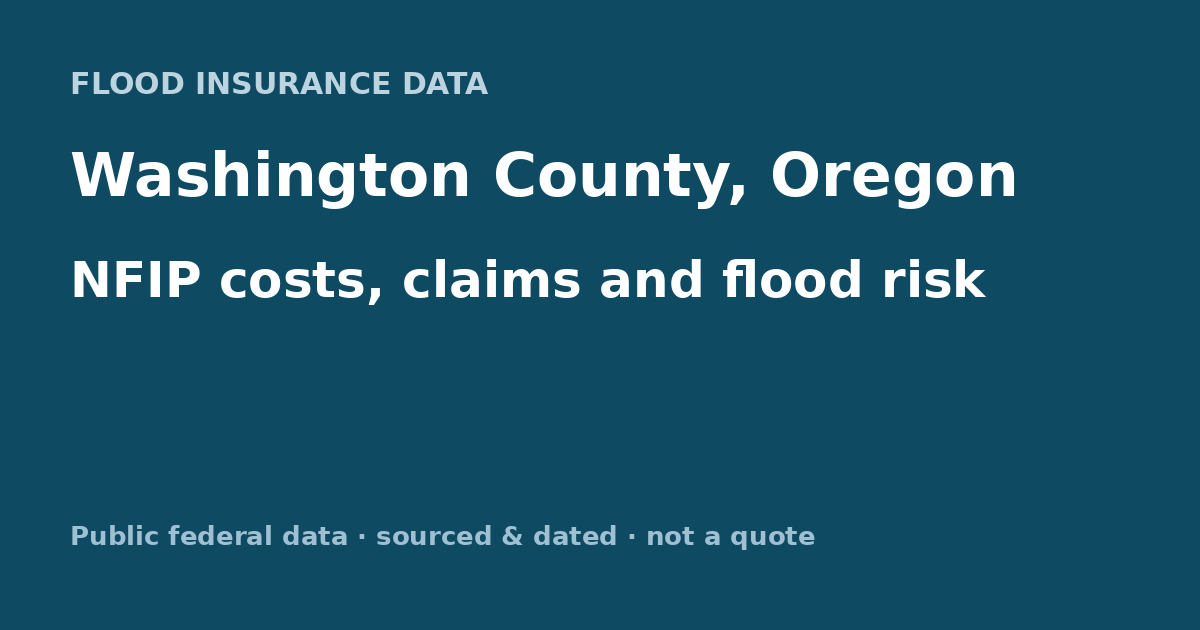 FLOOD INSURANCE DATA
Washington County, Oregon
NFIP costs, claims and flood risk
Public federal data · sourced & dated · not a quote